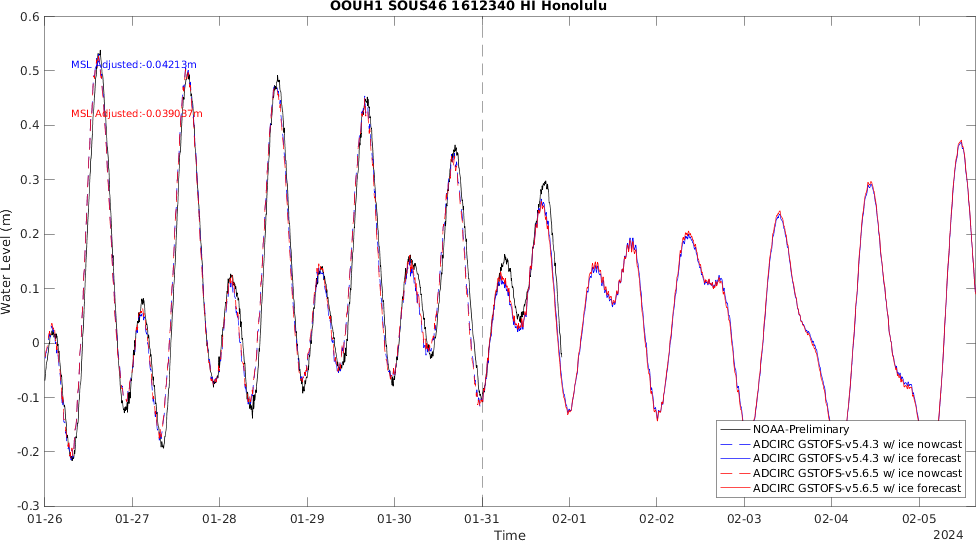 OOUH1 SOUS46 1612340 HI Honolulu
0.6
0.5
0.4
0.3
0.2
0.1
0
-0.1
-0.2
-0.3
Water Level (m)
MSL Adjusted:-0.04213m
MSL Adjusted:-0.039037m
NOAA-Preliminary
ADCIRC GSTOFS-v5.4.3 w/ ice nowcast
ADCIRC GSTOFS-v5.4.3 w/ ice forecast
ADCIRC GSTOFS-v5.6.5 w/ ice nowcast
ADCIRC GSTOFS-v5.6.5 w/ ice forecast
01-26 01-27 01-28 01-29 01-30 01-31 02-01 02-02 02-03 02-04 02-05
Time
2024